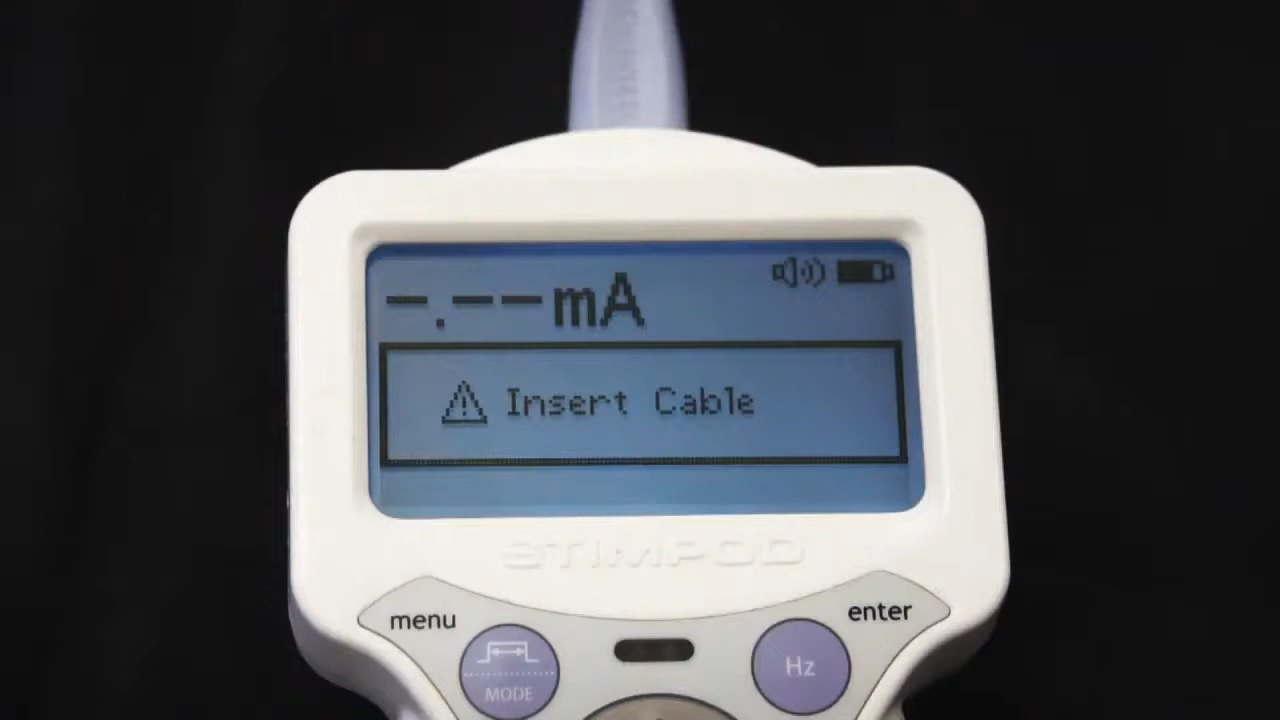 -.--mA
Insert Cable
STIMPOD
menu
enter
MODE
Hz